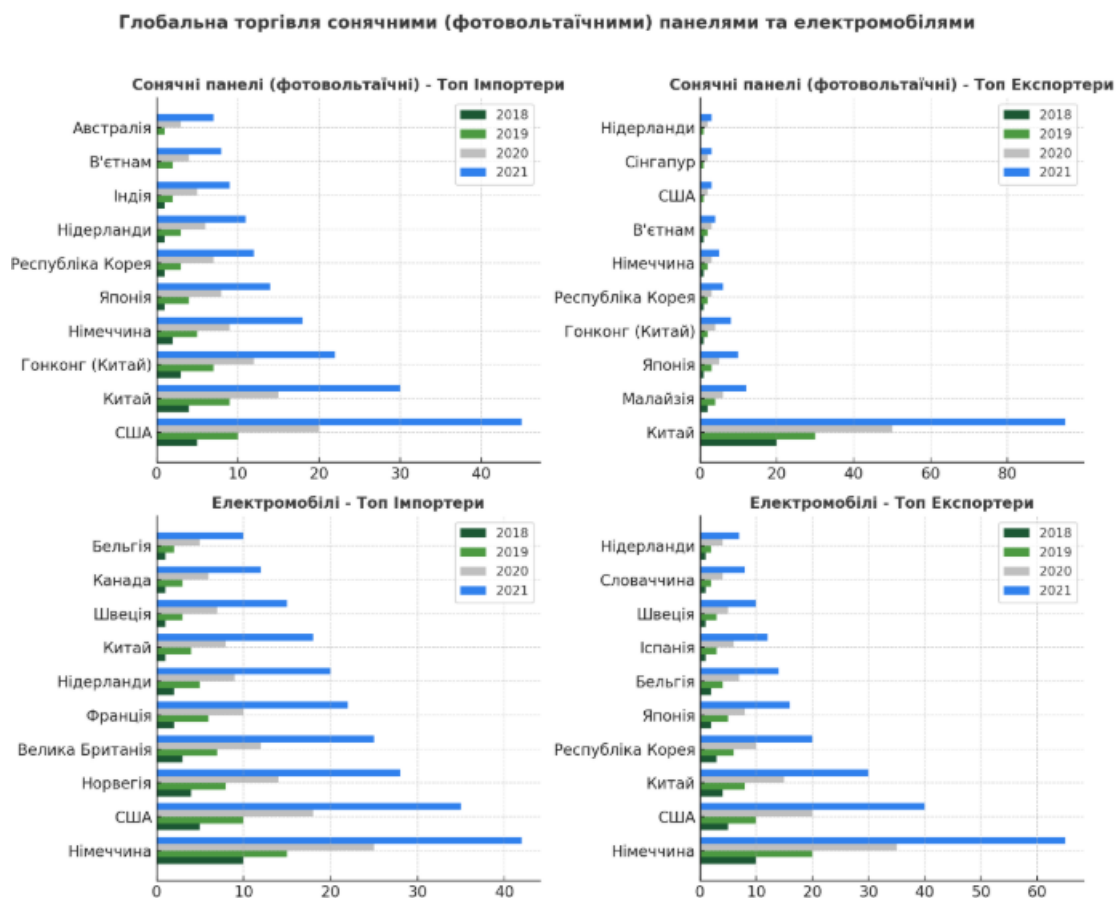 Глобальна торгівля сонячними (фотовольтаїчними) панелями та електромобілями
Сонячні панелі (фотовольтаїчні) - Топ Імпортери
Австралія
В'єтнам
Індія
Нідерланди
Республіка Корея
Японія
Німеччина
Гонконг (Китай)
Китай
США
0 10 20 30 40
2018
2019
2020
2021
Сонячні панелі (фотовольтаїчні) - Топ Експортери
Нідерланди
Сінгапур
США
В'єтнам
Німеччина
Республіка Корея
Гонконг (Китай)
Японія
Малайзія
Китай
0 20 40 60 80
2018
2019
2020
2021
Електромобілі - Топ Імпортери
Бельгія
Канада
Швеція
Китай
Нідерланди
Франція
Велика Британія
Норвегія
США
Німеччина
0 10 20 30 40
2018
2019
2020
2021
Електромобілі - Топ Експортери
Нідерланди
Словаччина
Швеція
Іспанія
Бельгія
Японія
Республіка Корея
Китай
США
Німеччина
0 10 20 30 40 50 60
2018
2019
2020
2021